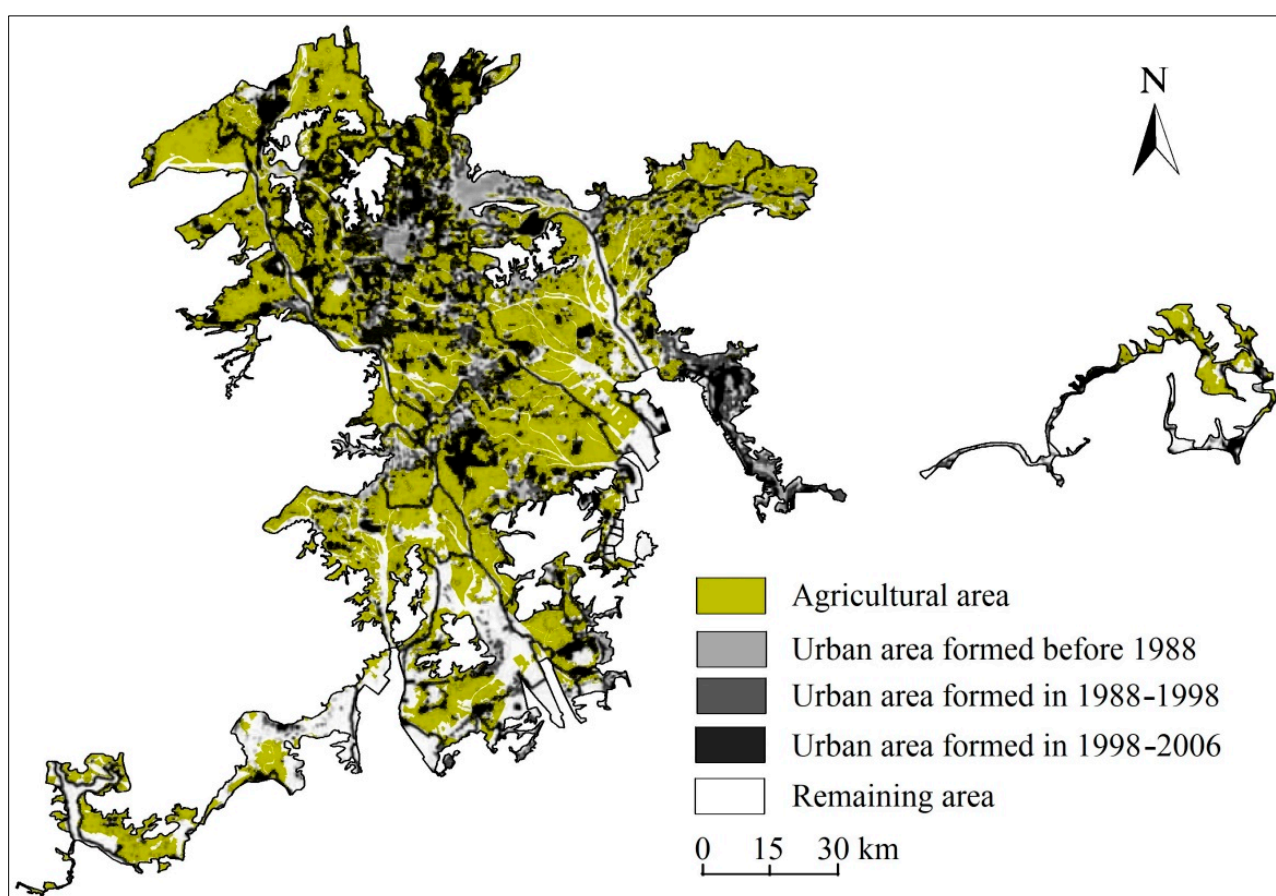 N
Agricultural area
Urban area formed before 1988
Urban area formed in 1988-1998
Urban area formed in 1998-2006
Remaining area
0 15 30 km